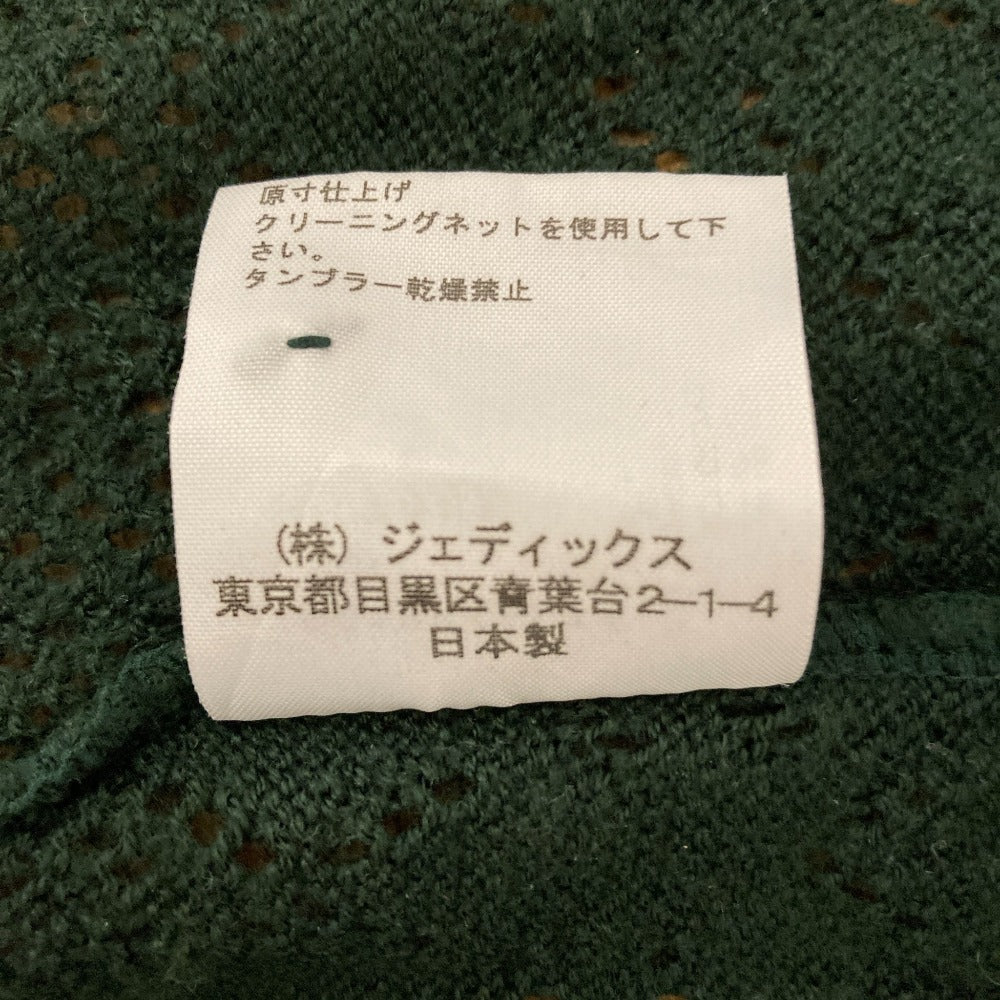 原寸仕上げ
クリーニングネットを使用して下
さい。
タンブラー乾燥禁止
(株) ジェディックス
東京都目黒区青葉台2-1-4
日本製